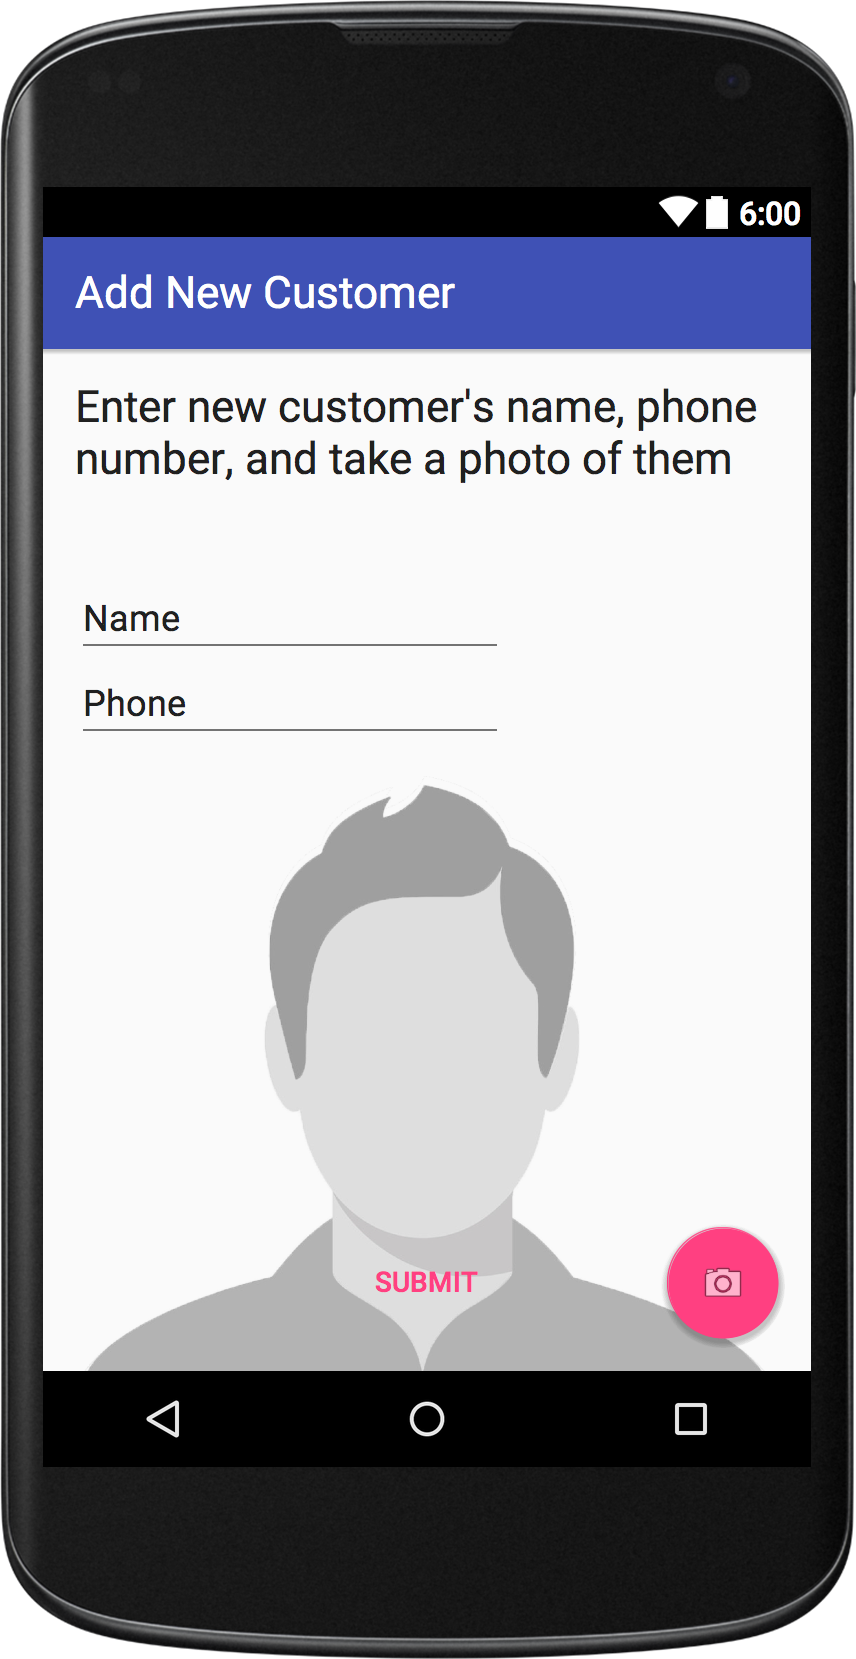 6:00
Add New Customer
Enter new customer's name, phone
number, and take a photo of them
Name
Phone
SUBMIT